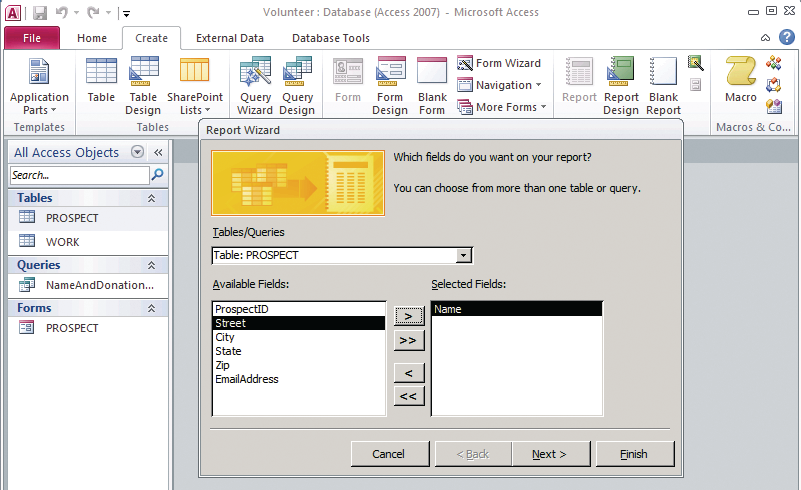 Volunteer : Database (Access 2007) - Microsoft Access
File Home Create External Data Database Tools
Application Parts
Table
Table Design
SharePoint Lists
Query Wizard
Query Design
Form
Form Design
Blank Form
Form Wizard
Navigation
More Forms
Report
Report Design
Blank Report
Macro
Templates Tables Macros & Co...
Report Wizard
All Access Objects «
Search...
Tables
PROSPECT
WORK
Queries
NameAndDonation...
Forms
PROSPECT
Which fields do you want on your report?
You can choose from more than one table or query.
Tables/Queries
Table: PROSPECT
Available Fields:
ProspectID
Street
City
State
Zip
EmailAddress
>
>>
<
<<
Selected Fields:
Name
Cancel < Back Next > Finish